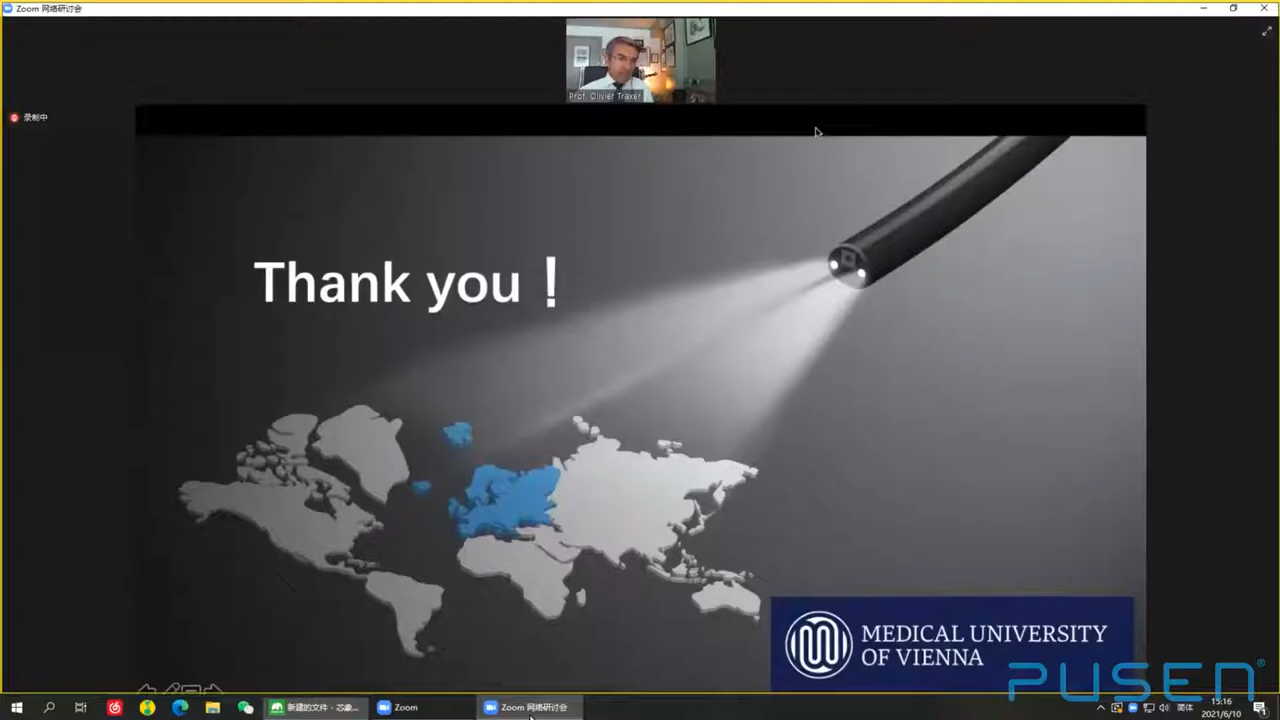 Zoom 网络研讨会
Prof. Olivier Traxer
录制中
Thank you！
MEDICAL UNIVERSITY
OF VIENNA
PUSEN®
新建的文件 - 芯象...
Zoom
Zoom 网络研讨会
简体
15:16
2021/6/10
1